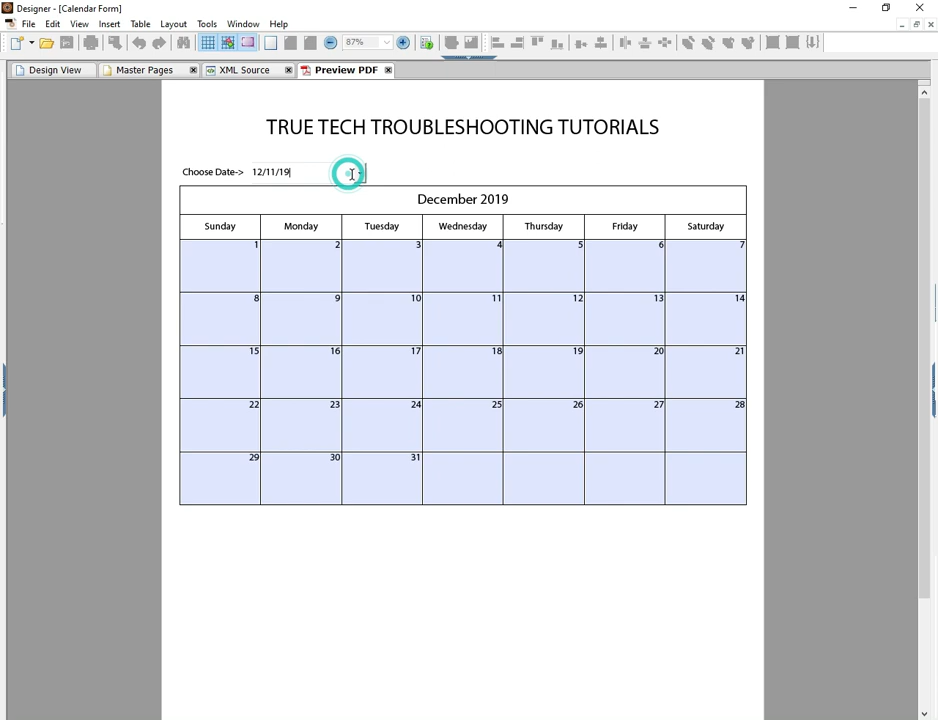 Designer - [Calendar Form]
File Edit View Insert Table Layout Tools Window Help
87%
Design View Master Pages XML Source Preview PDF
TRUE TECH TROUBLESHOOTING TUTORIALS
Choose Date-> 12/11/19
December 2019
Sunday Monday Tuesday Wednesday Thursday Friday Saturday
1 2 3 4 5 6 7
8 9 10 11 12 13 14
15 16 17 18 19 20 21
22 23 24 25 26 27 28
29 30 31